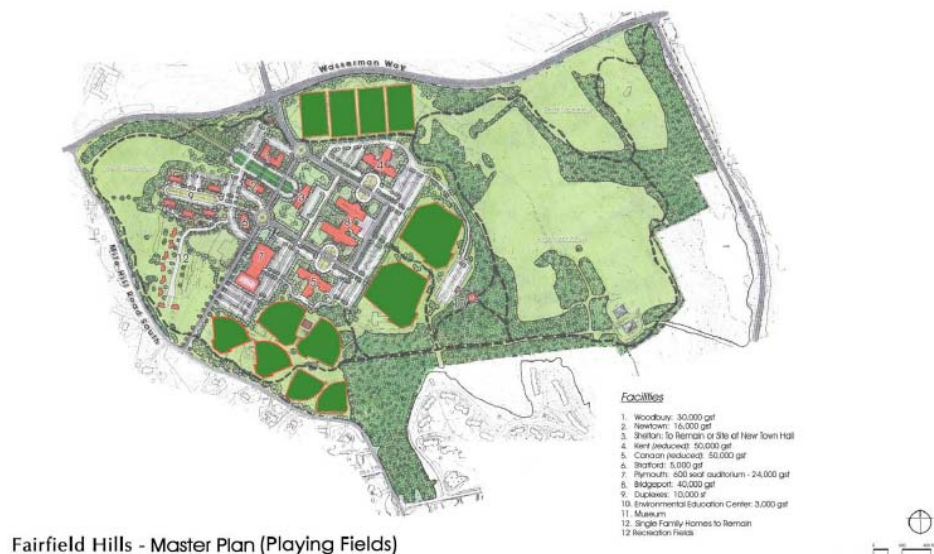 Wasserman Way
Mile Hill Road South
Facilities
1. Woodbury: 30,000 gsf
2. Newtown: 16,000 gsf
3. Shelton: To Remain or Site of New Town Hall
4. Kent (reduced): 50,000 gsf
5. Canaan (reduced): 50,000 gsf
6. Stratford: 5,000 gsf
7. Plymouth: 600 seat auditorium - 24,000 gsf
8. Bridgeport: 40,000 gsf
9. Duplexes: 10,000 sf
10. Environmental Education Center: 3,000 gsf
11. Museum
12. Single Family Homes to Remain
12 Recreation Fields
Fairfield Hills - Master Plan (Playing Fields)